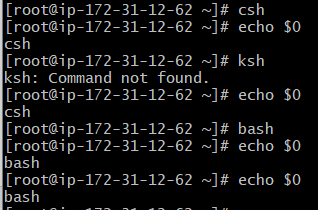 [root@ip-172-31-12-62 ~]# csh
[root@ip-172-31-12-62 ~]# echo $0
csh
[root@ip-172-31-12-62 ~]# ksh
ksh: Command not found.
[root@ip-172-31-12-62 ~]# echo $0
csh
[root@ip-172-31-12-62 ~]# bash
[root@ip-172-31-12-62 ~]# echo $0
bash
[root@ip-172-31-12-62 ~]# echo $0
bash